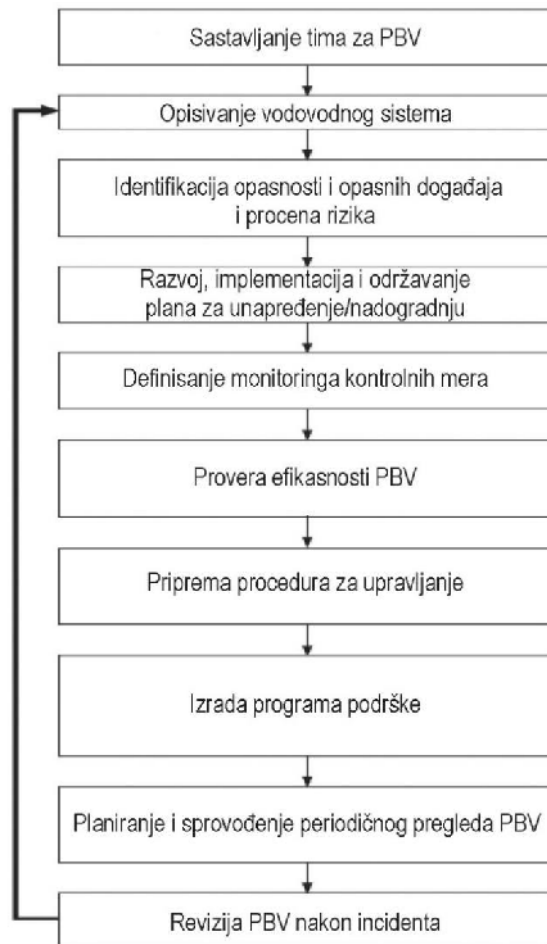 Sastavljanje tima za PBV
Opisivanje vodovodnog sistema
Identifikacija opasnosti i opasnih događaja
i procena rizika
Razvoj, implementacija i održavanje
plana za unapređenje/nadogradnju
Definisanje monitoringa kontrolnih mera
Provera efikasnosti PBV
Priprema procedura za upravljanje
Izrada programa podrške
Planiranje i sprovođenje periodičnog pregleda PBV
Revizija PBV nakon incidenta